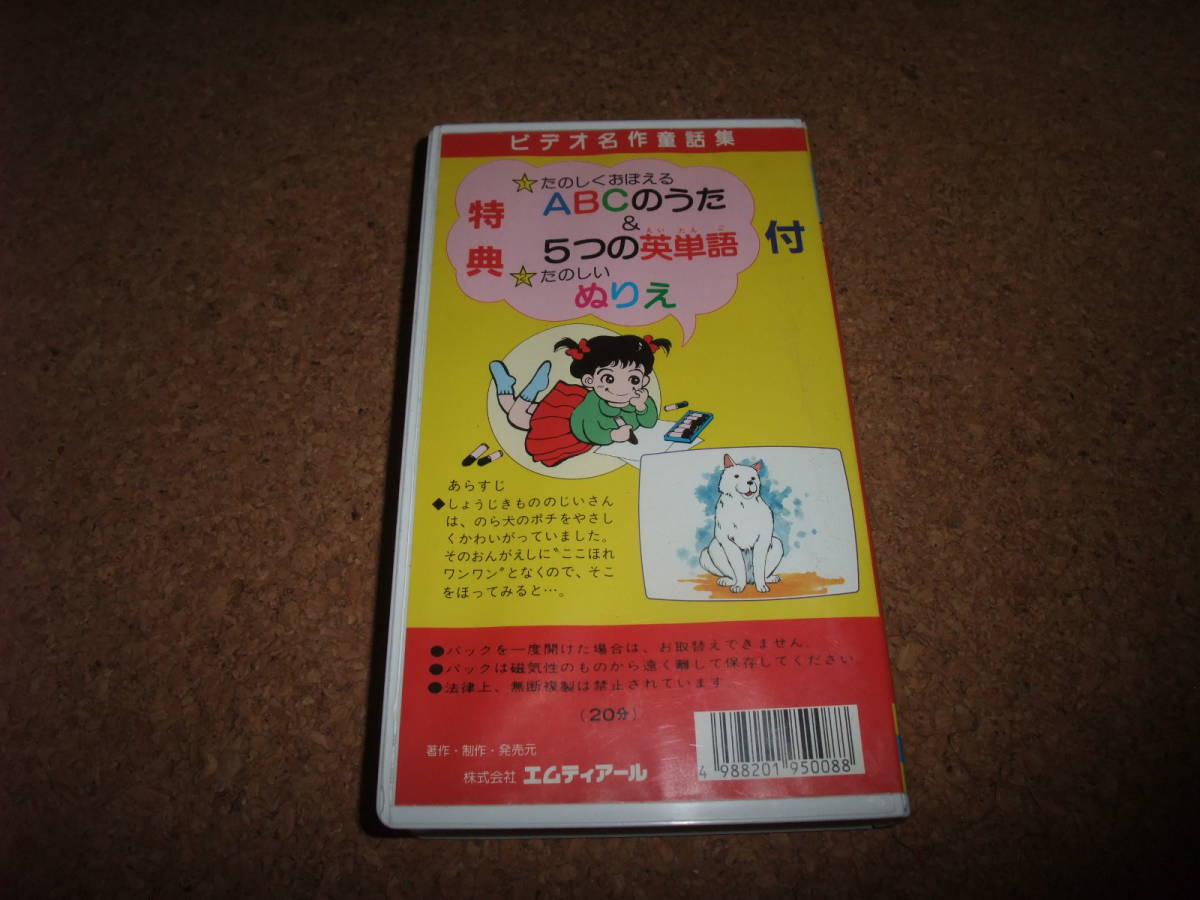 ビデオ名作童話集
特典
1 たのしくおぼえる
ABCのうた
&
えいたんご
5つの英単語
2 たのしい
ぬりえ
付
あらすじ
◆しょうじきもののじいさん
は、のら犬のポチをやさし
くかわいがっていました。
そのおんがえしに〝ここほれ
ワンワン〟となくので、そこ
をほってみると…。
●パックを一度開けた場合は、お取替えできません。
●パックは磁気性のものから遠く離して保存してください。
●法律上、無断複製は禁止されています。
(20分)
著作・制作・発売元
株式会社 エムティアール
4 988201 950088